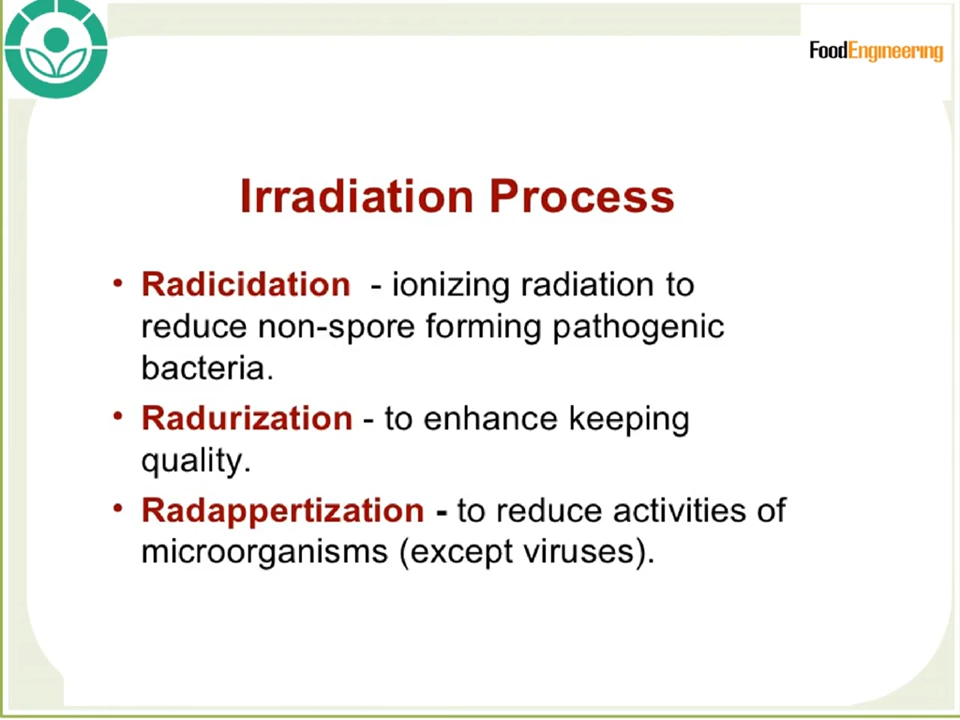 FoodEngineering
Irradiation Process
• Radicidation - ionizing radiation to
reduce non-spore forming pathogenic
bacteria.
• Radurization - to enhance keeping
quality.
• Radappertization - to reduce activities of
microorganisms (except viruses).